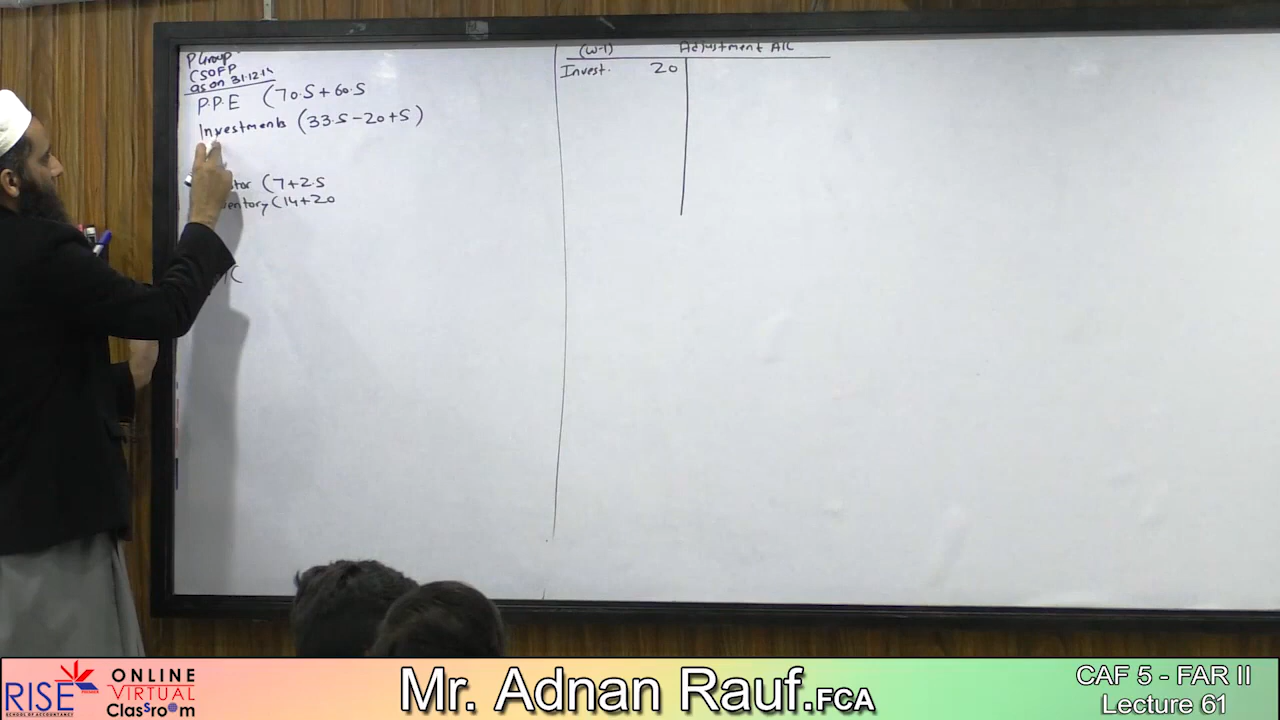 P Group
CSOFP
as on 31.12.14
P.P.E (70.5 + 60.5
Investments (33.5 - 20 + 5)
(7 + 2.5
(14 + 20
(W-1) Adjustment A/C
Invest. 20
RISE
SCHOOL OF ACCOUNTANCY
ONLINE
VIRTUAL
Classroom
Mr. Adnan Rauf.FCA
CAF 5 - FAR II
Lecture 61